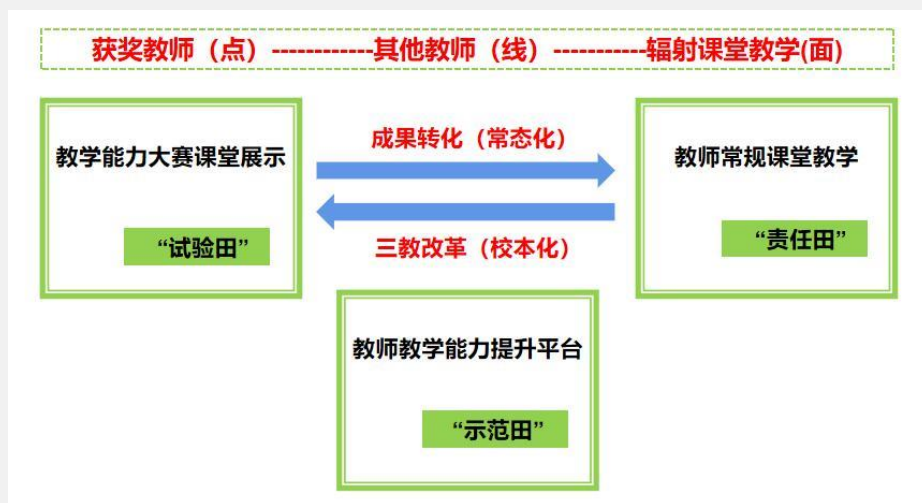 获奖教师（点）------------其他教师（线）-----------辐射课堂教学(面)
教学能力大赛课堂展示
“试验田”
成果转化（常态化）
三教改革（校本化）
教师常规课堂教学
“责任田”
教师教学能力提升平台
“示范田”